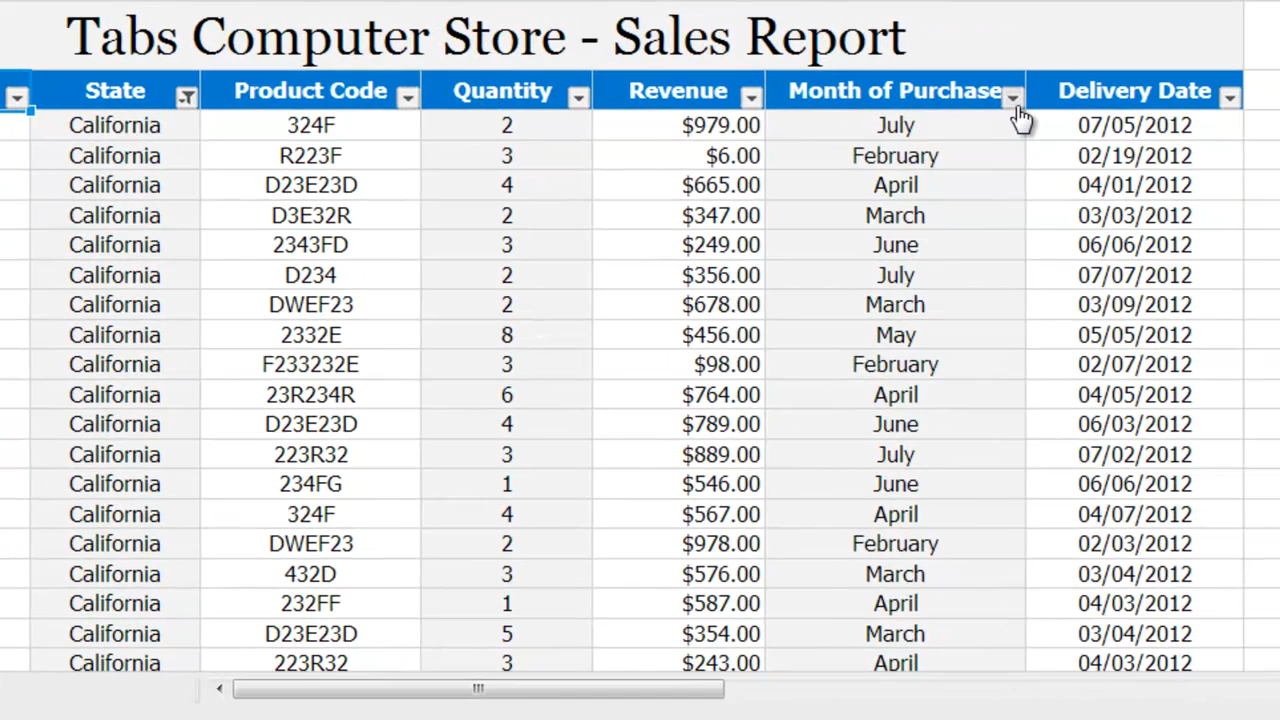 Tabs Computer Store - Sales Report
State Product Code Quantity Revenue Month of Purchase Delivery Date
California 324F 2 $979.00 July 07/05/2012
California R223F 3 $6.00 February 02/19/2012
California D23E23D 4 $665.00 April 04/01/2012
California D3E32R 2 $347.00 March 03/03/2012
California 2343FD 3 $249.00 June 06/06/2012
California D234 2 $356.00 July 07/07/2012
California DWEF23 2 $678.00 March 03/09/2012
California 2332E 8 $456.00 May 05/05/2012
California F233232E 3 $98.00 February 02/07/2012
California 23R234R 6 $764.00 April 04/05/2012
California D23E23D 4 $789.00 June 06/03/2012
California 223R32 3 $889.00 July 07/02/2012
California 234FG 1 $546.00 June 06/06/2012
California 324F 4 $567.00 April 04/07/2012
California DWEF23 2 $978.00 February 02/03/2012
California 432D 3 $576.00 March 03/04/2012
California 232FF 1 $587.00 April 04/03/2012
California D23E23D 5 $354.00 March 03/04/2012
California 223R32 3 $243.00 April 04/03/2012